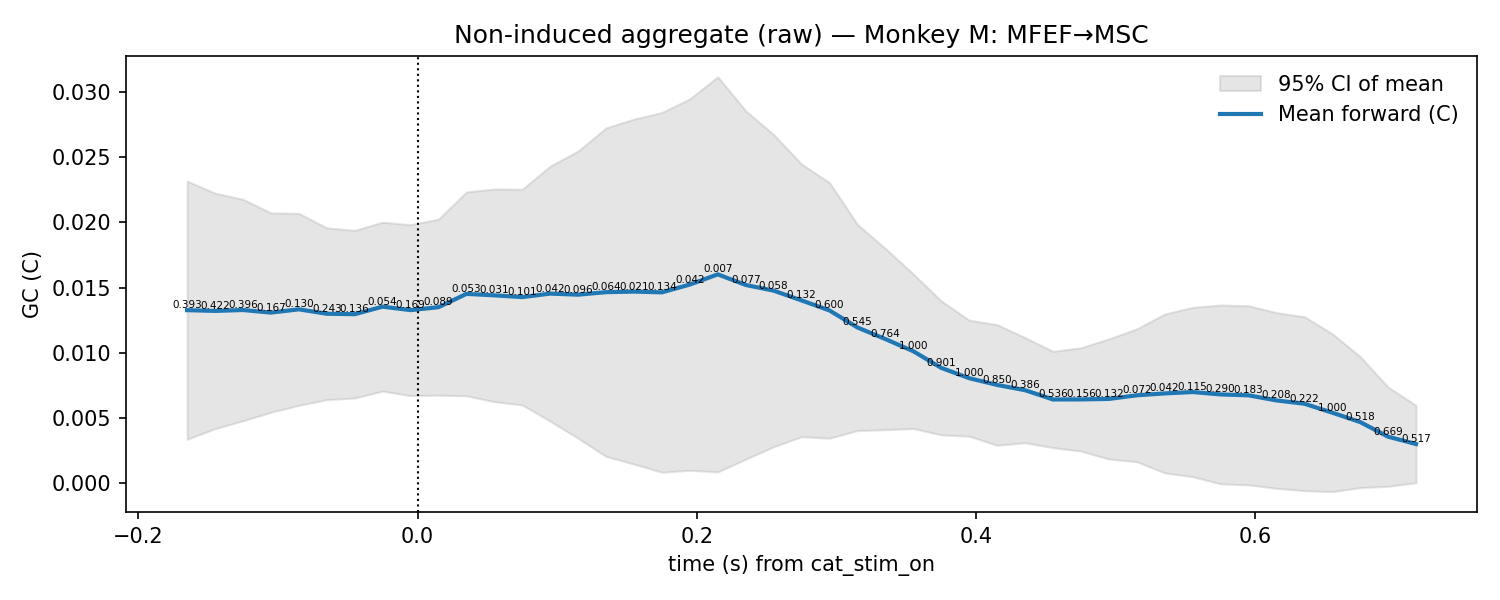 Non-induced aggregate (raw) — Monkey M: MFEF→MSC
95% CI of mean
Mean forward (C)
GC (C)
0.030
0.025
0.020
0.015
0.010
0.005
0.000
0.393 0.422 0.396 0.167 0.130 0.243 0.136 0.054 0.169 0.089 0.053 0.031 0.101 0.042 0.096 0.064 0.021 0.134 0.042 0.007 0.077 0.058 0.132 0.600 0.545 0.764 1.000 0.901 1.000 0.850 0.386 0.536 0.156 0.132 0.072 0.042 0.115 0.290 0.183 0.208 0.222 1.000 0.518 0.669 0.517
−0.2 0.0 0.2 0.4 0.6
time (s) from cat_stim_on